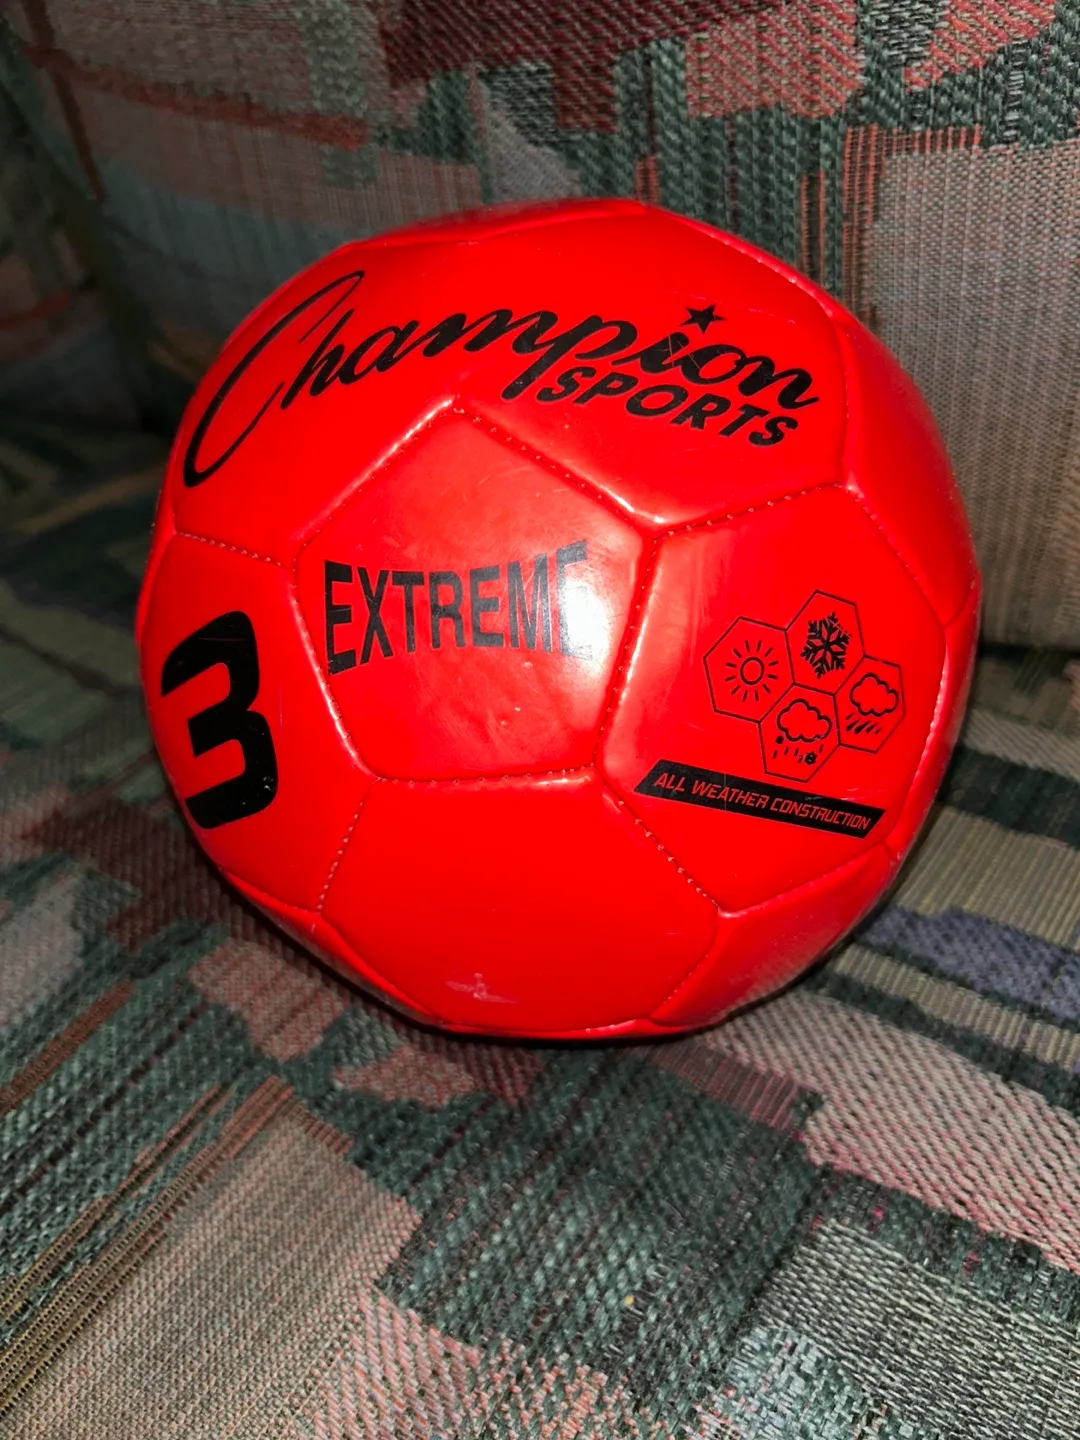 Champion
SPORTS
EXTREME
3
ALL WEATHER CONSTRUCTION